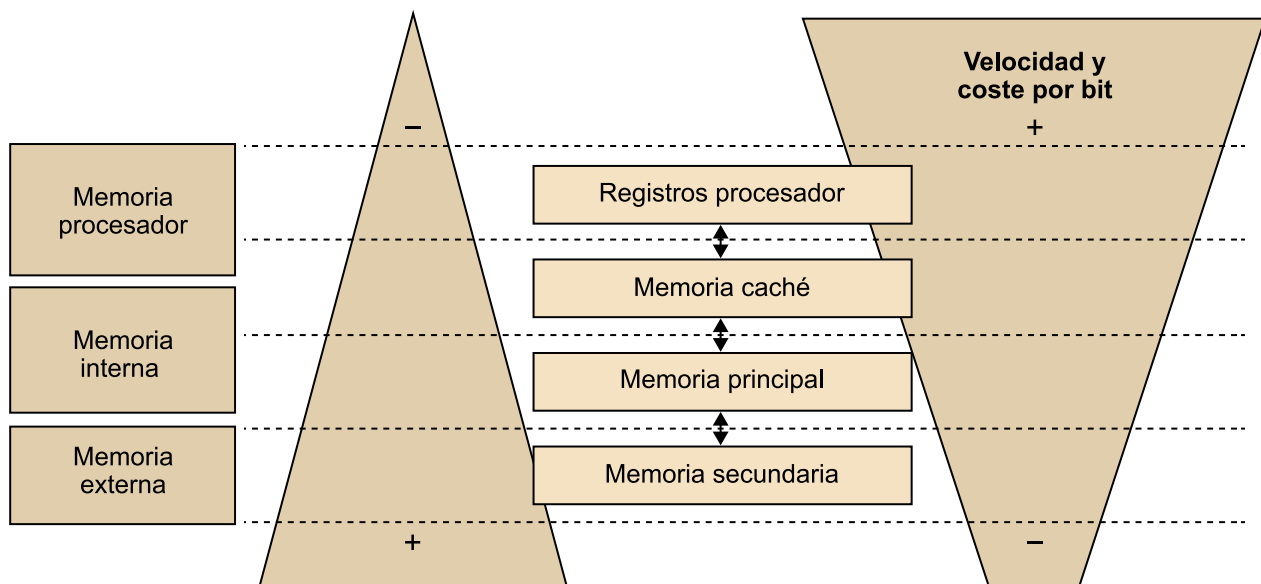 Velocidad y
coste por bit
–
+
Memoria
procesador
Registros procesador
Memoria caché
Memoria
interna
Memoria principal
Memoria
externa
Memoria secundaria
+
–